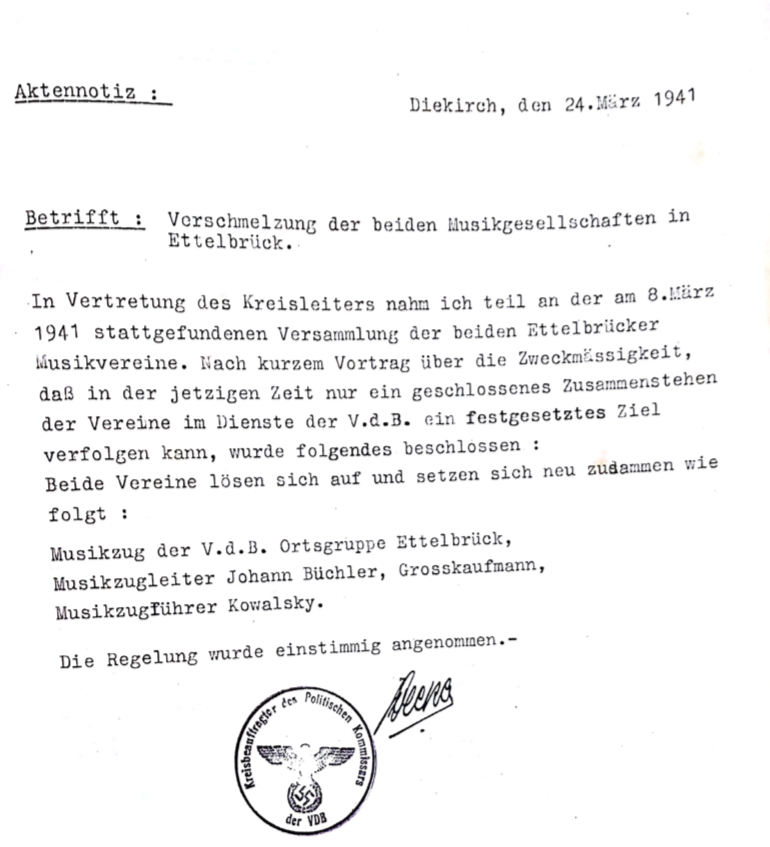 Aktennotiz :
Diekirch, den 24.März 1941
Betrifft : Verschmelzung der beiden Musikgesellschaften in
Ettelbrück.
In Vertretung des Kreisleiters nahm ich teil an der am 8.März
1941 stattgefundenen Versammlung der beiden Ettelbrücker
Musikvereine. Nach kurzem Vortrag über die Zweckmässigkeit,
daß in der jetzigen Zeit nur ein geschlossenes Zusammenstehen
der Vereine im Dienste der V.d.B. ein festgesetztes Ziel
verfolgen kann, wurde folgendes beschlossen :
Beide Vereine lösen sich auf und setzen sich neu zusammen wie
folgt :
Musikzug der V.d.B. Ortsgruppe Ettelbrück,
Musikzugleiter Johann Büchler, Grosskaufmann,
Musikzugführer Kowalsky.
Die Regelung wurde einstimmig angenommen.-
Kreisbeauftragter des Politischen Kommissars
der VDB